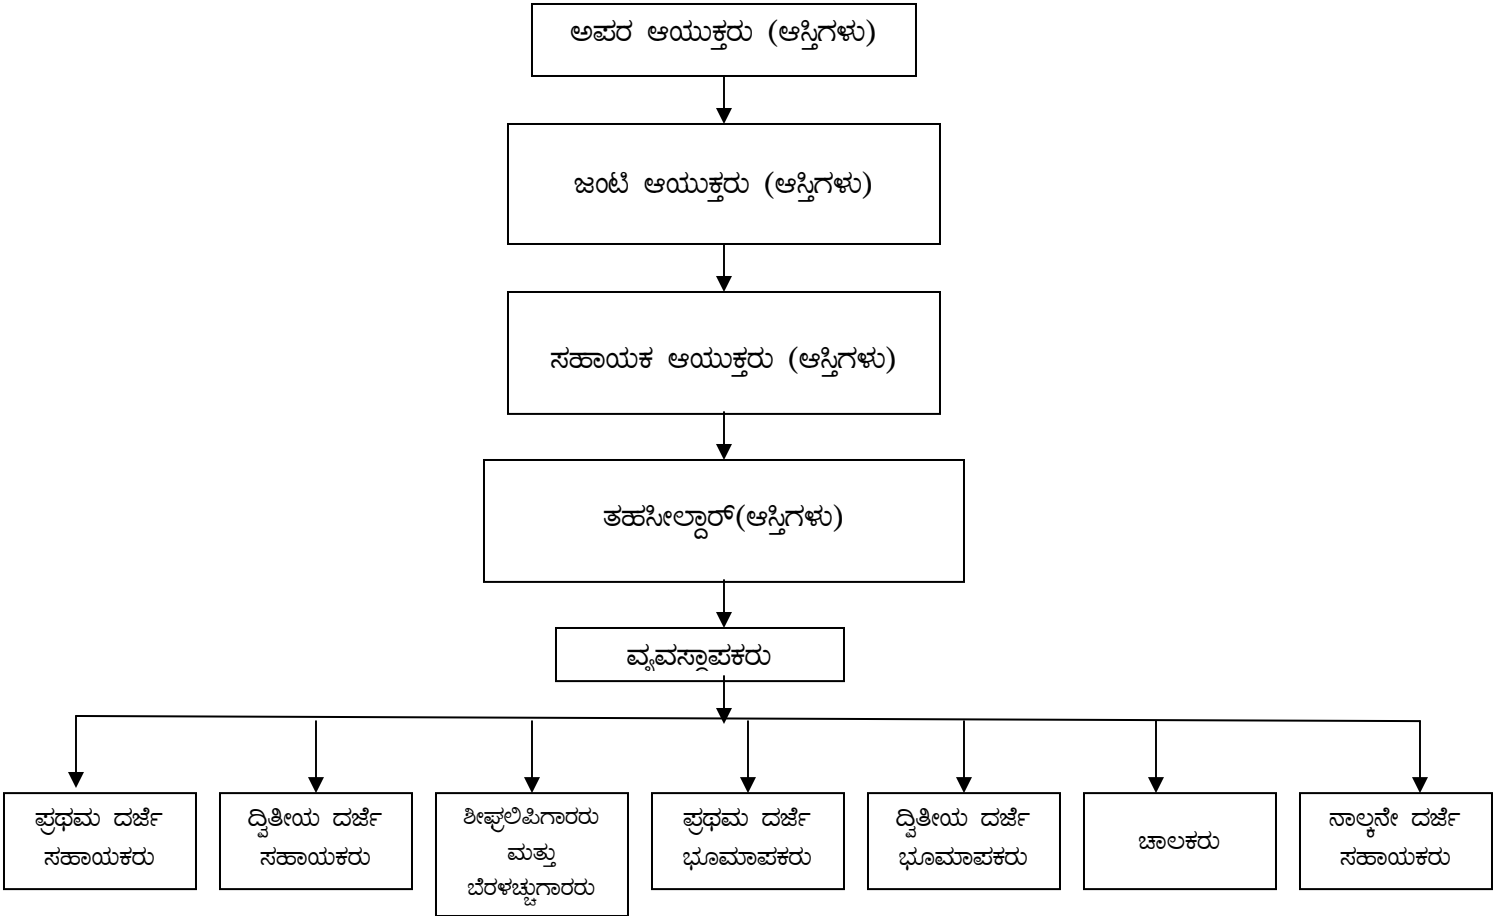 ಅಪರ ಆಯುಕ್ತರು (ಆಸ್ತಿಗಳು)
ಜಂಟಿ ಆಯುಕ್ತರು (ಆಸ್ತಿಗಳು)
ಸಹಾಯಕ ಆಯುಕ್ತರು (ಆಸ್ತಿಗಳು)
ತಹಸೀಲ್ದಾರ್(ಆಸ್ತಿಗಳು)
ವ್ಯವಸ್ಥಾಪಕರು
ಪ್ರಥಮ ದರ್ಜೆ
ಸಹಾಯಕರು
ದ್ವಿತೀಯ ದರ್ಜೆ
ಸಹಾಯಕರು
ಶೀಘ್ರಲಿಪಿಗಾರರು
ಮತ್ತು
ಬೆರಳಚ್ಚುಗಾರರು
ಪ್ರಥಮ ದರ್ಜೆ
ಭೂಮಾಪಕರು
ದ್ವಿತೀಯ ದರ್ಜೆ
ಭೂಮಾಪಕರು
ಚಾಲಕರು
ನಾಲ್ಕನೇ ದರ್ಜೆ
ಸಹಾಯಕರು